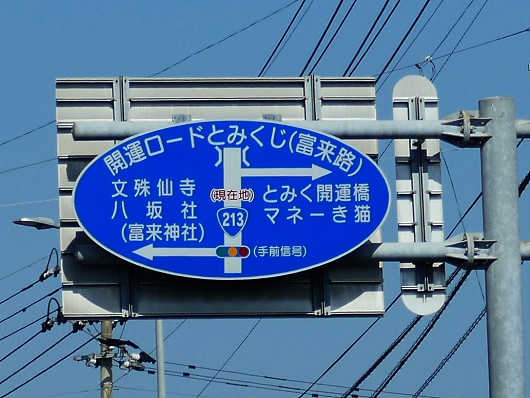 開運ロードとみくじ(富来路)
文殊仙寺
八坂社
(富来神社)
(現在地)
213
とみく開運橋
マネーき猫
(手前信号)